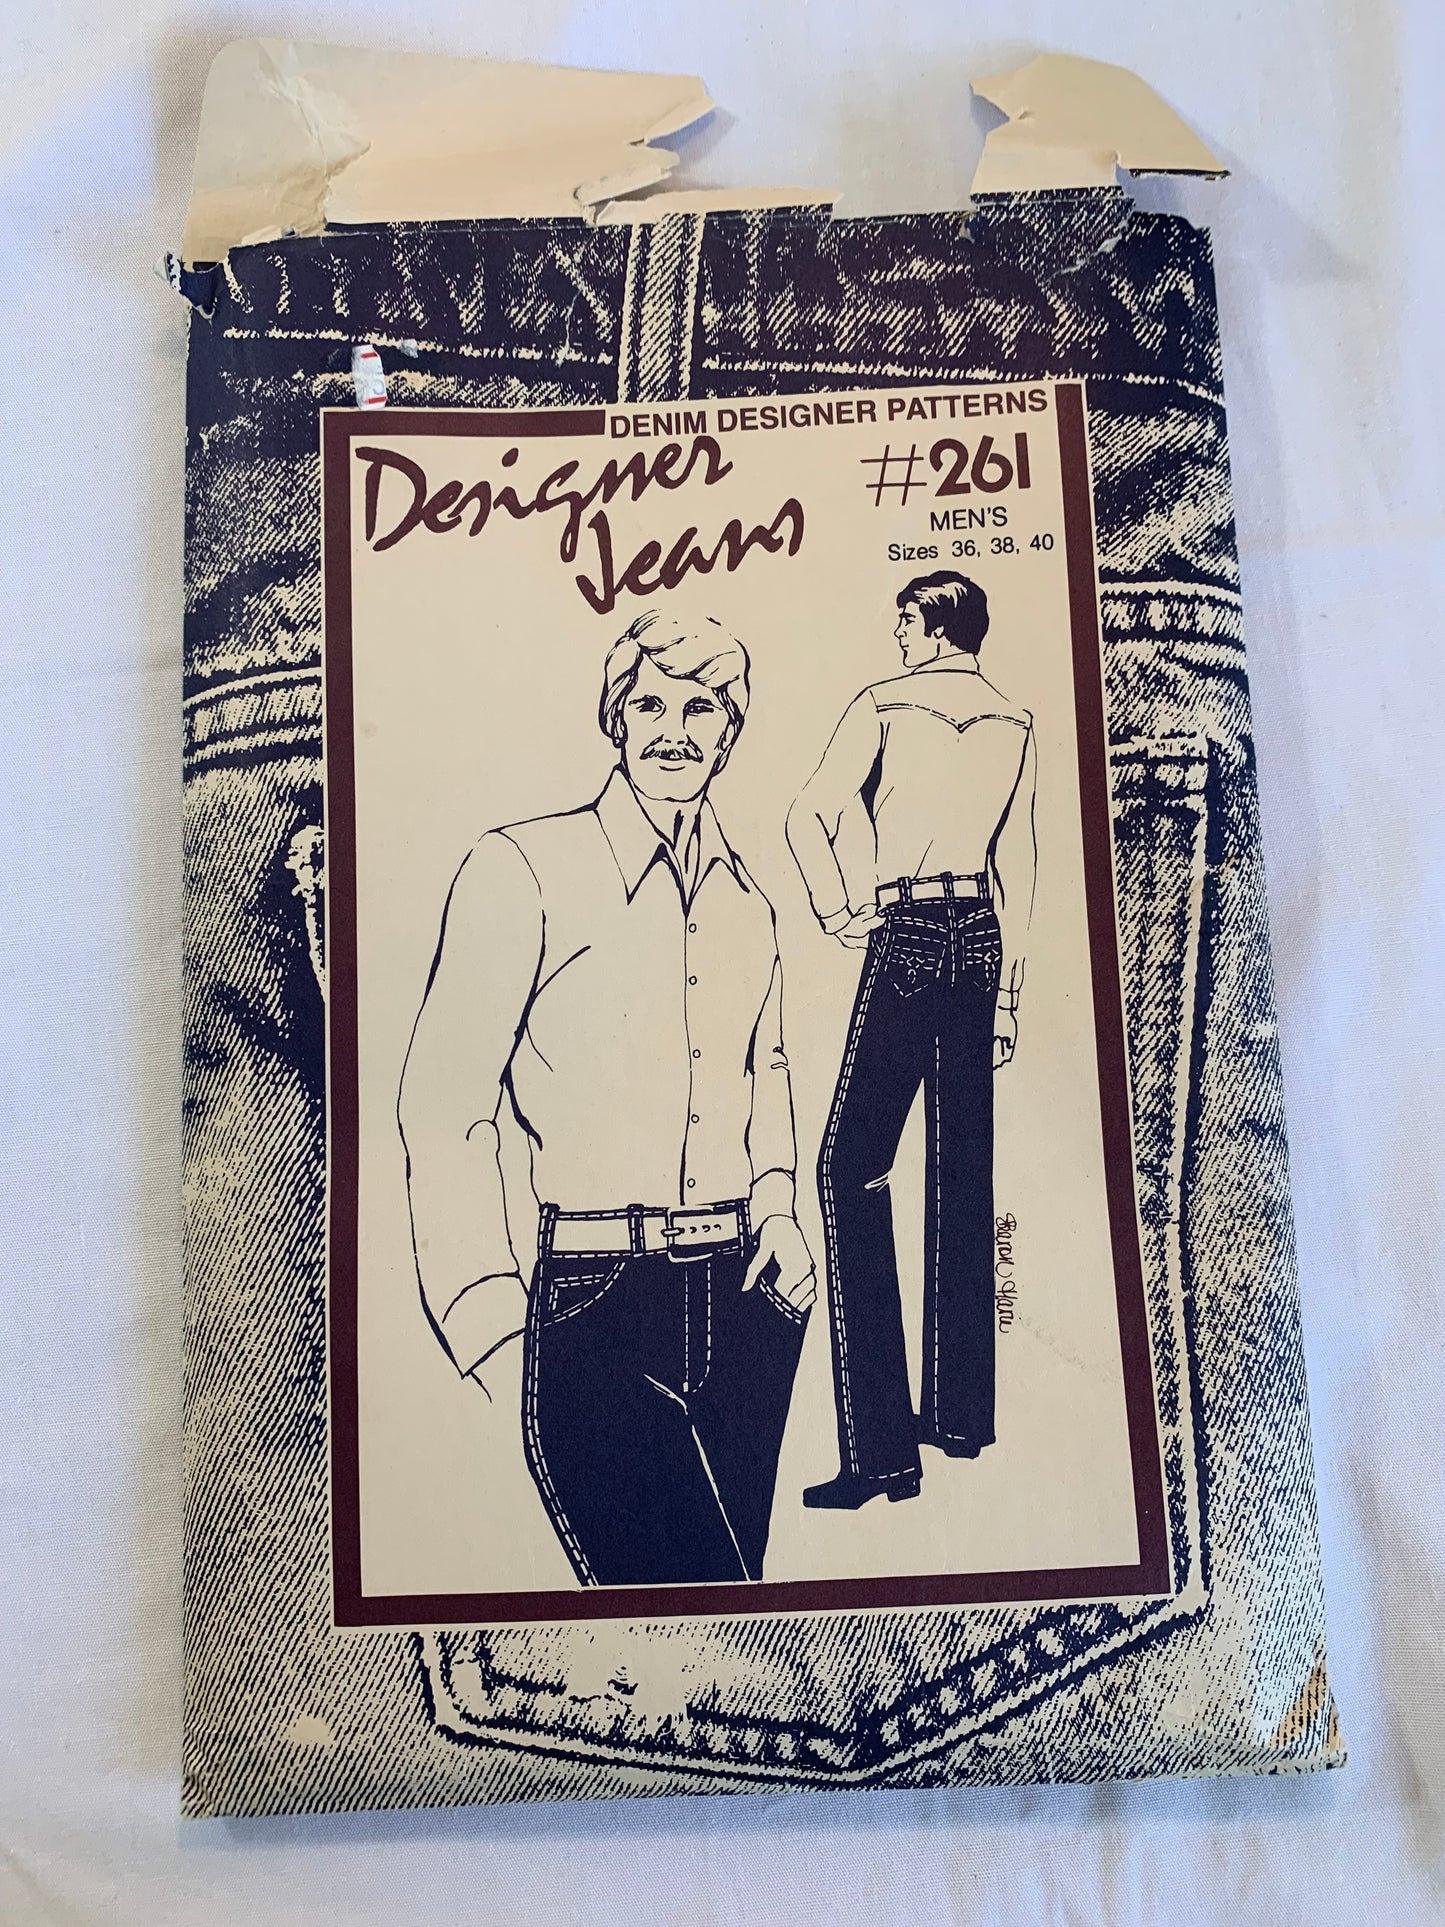 DENIM DESIGNER PATTERNS
Designer
Jeans
#261
MEN'S
Sizes 36, 38, 40